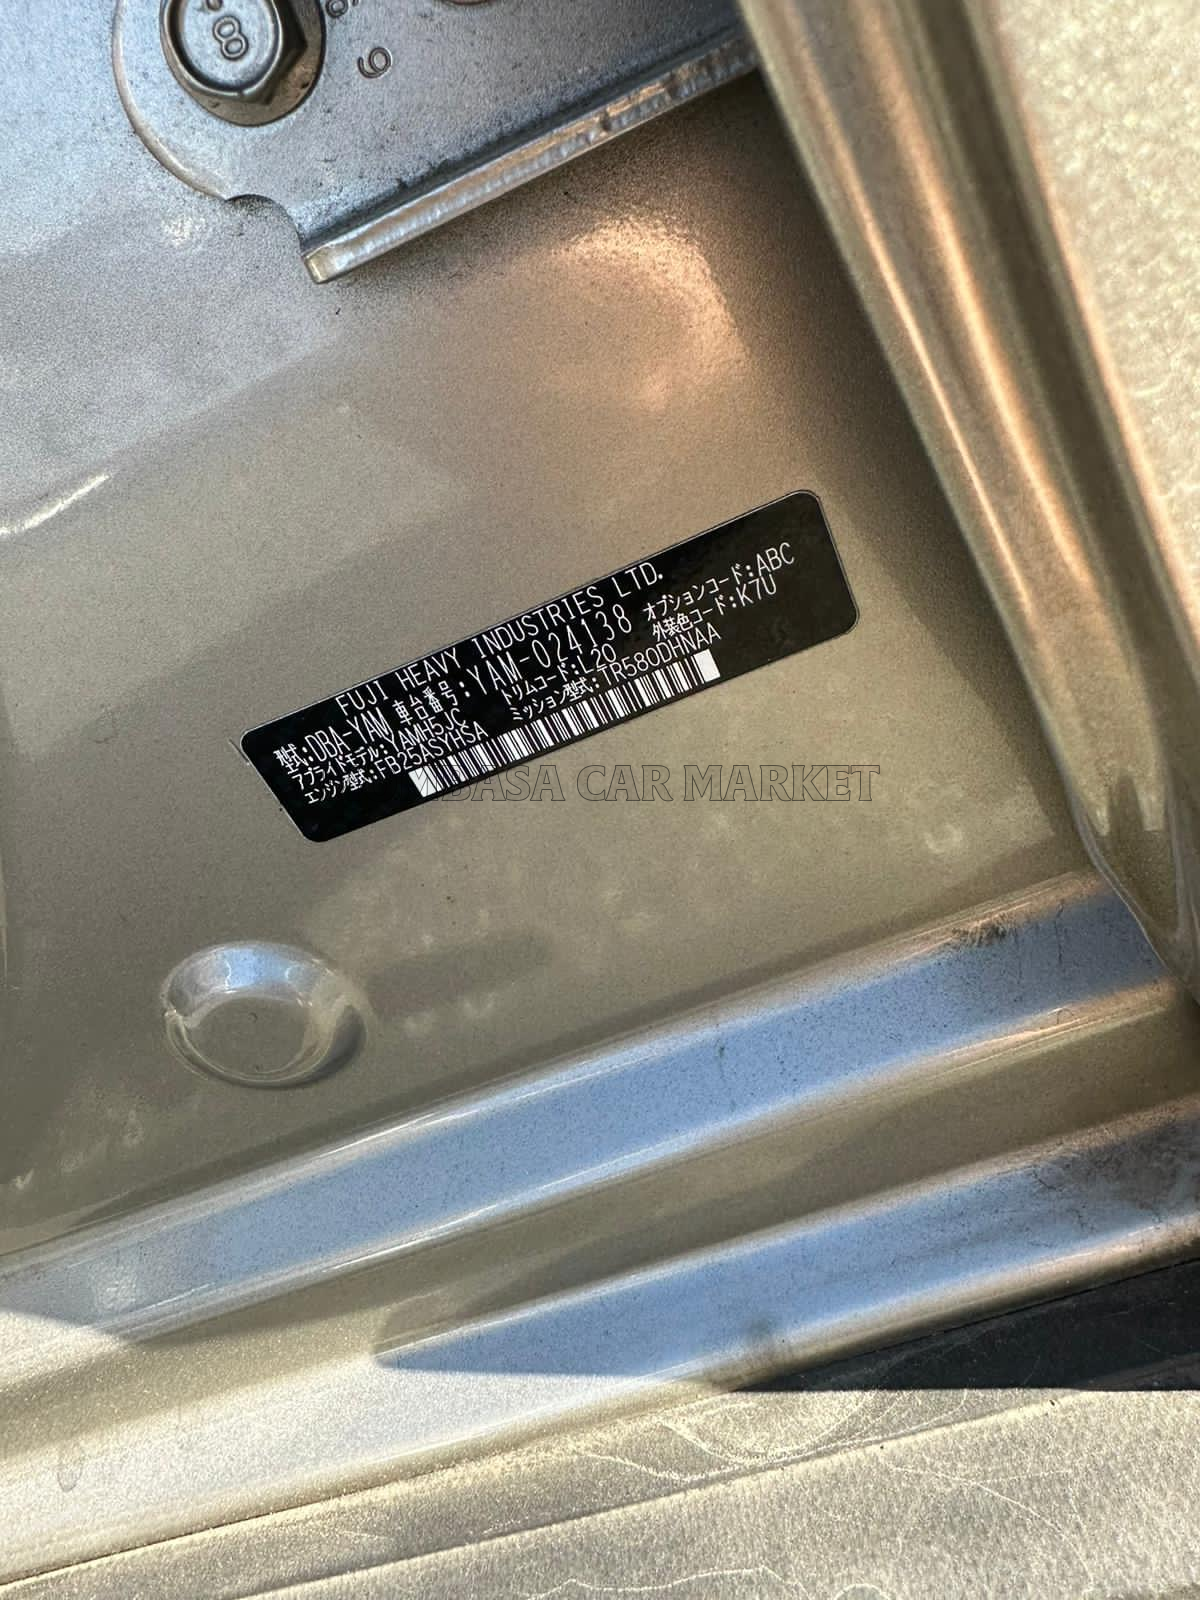 8
6
FUJI HEAVY INDUSTRIES LTD.
型式:DBA-YAM 車台番号:YAM-024138 オプションコード:ABC
アプライドモデル:YAMH5JC トリムコード:L20 外装色コード:K7U
エンジン型式:FB25ASYHSA ミッション型式:TR580DHNAA
BASA CAR MARKET